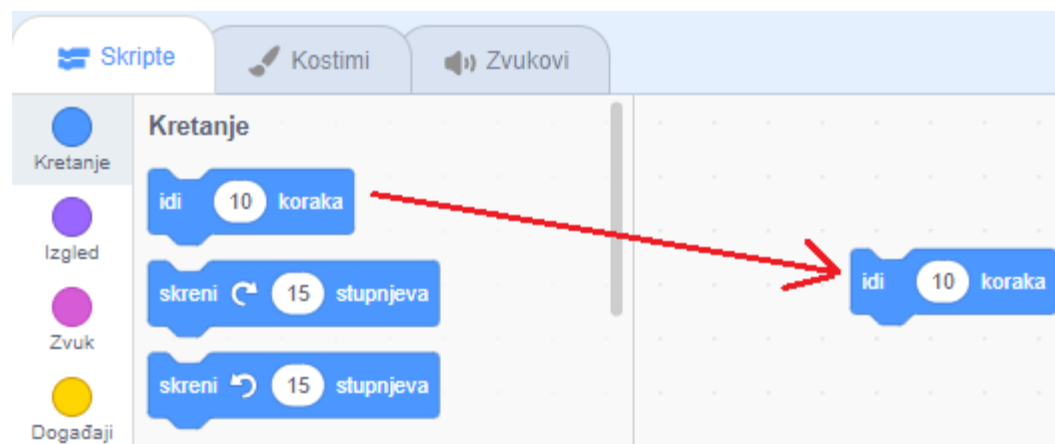 Skripte
Kostimi
Zvukovi
Kretanje
Izgled
Zvuk
Događaji
Kretanje
idi 10 koraka
skreni 15 stupnjeva
skreni 15 stupnjeva
idi 10 koraka